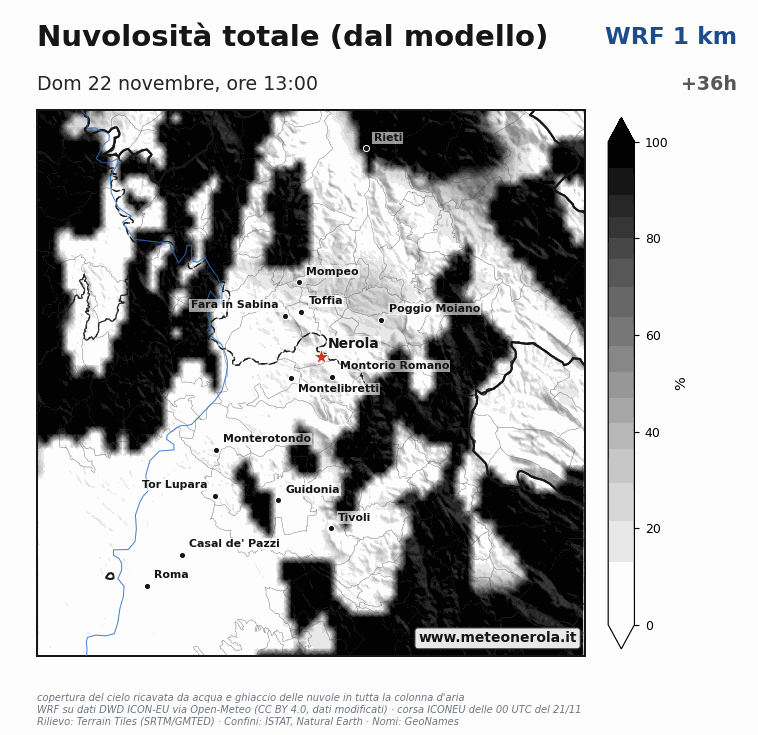 Nuvolosità totale (dal modello)
WRF 1 km
Dom 22 novembre, ore 13:00
+36h
Rieti
Mompeo
Fara in Sabina
Toffia
Poggio Moiano
Nerola
Montorio Romano
Montelibretti
Monterotondo
Tor Lupara
Guidonia
Tivoli
Casal de' Pazzi
Roma
www.meteonerola.it
100
80
60
40
20
0
%
copertura del cielo ricavata da acqua e ghiaccio delle nuvole in tutta la colonna d'aria
WRF su dati DWD ICON-EU via Open-Meteo (CC BY 4.0, dati modificati) · corsa ICONEU delle 00 UTC del 21/11
Rilievo: Terrain Tiles (SRTM/GMTED) · Confini: ISTAT, Natural Earth · Nomi: GeoNames